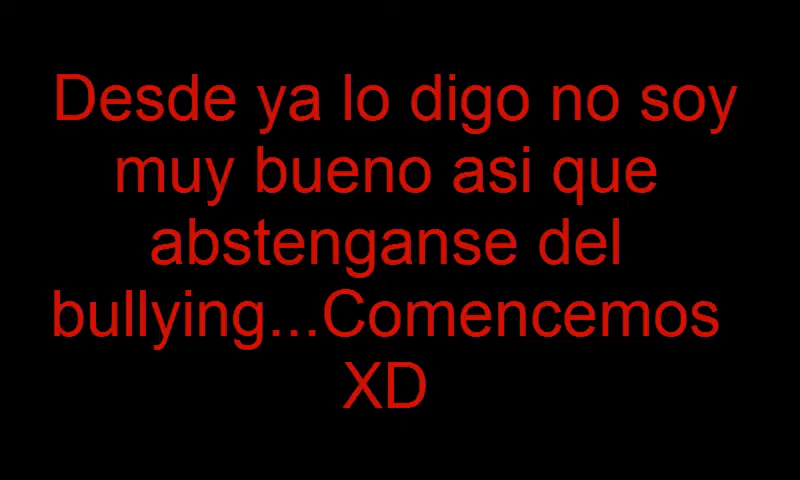 Desde ya lo digo no soy
muy bueno asi que
abstenganse del
bullying...Comencemos
XD